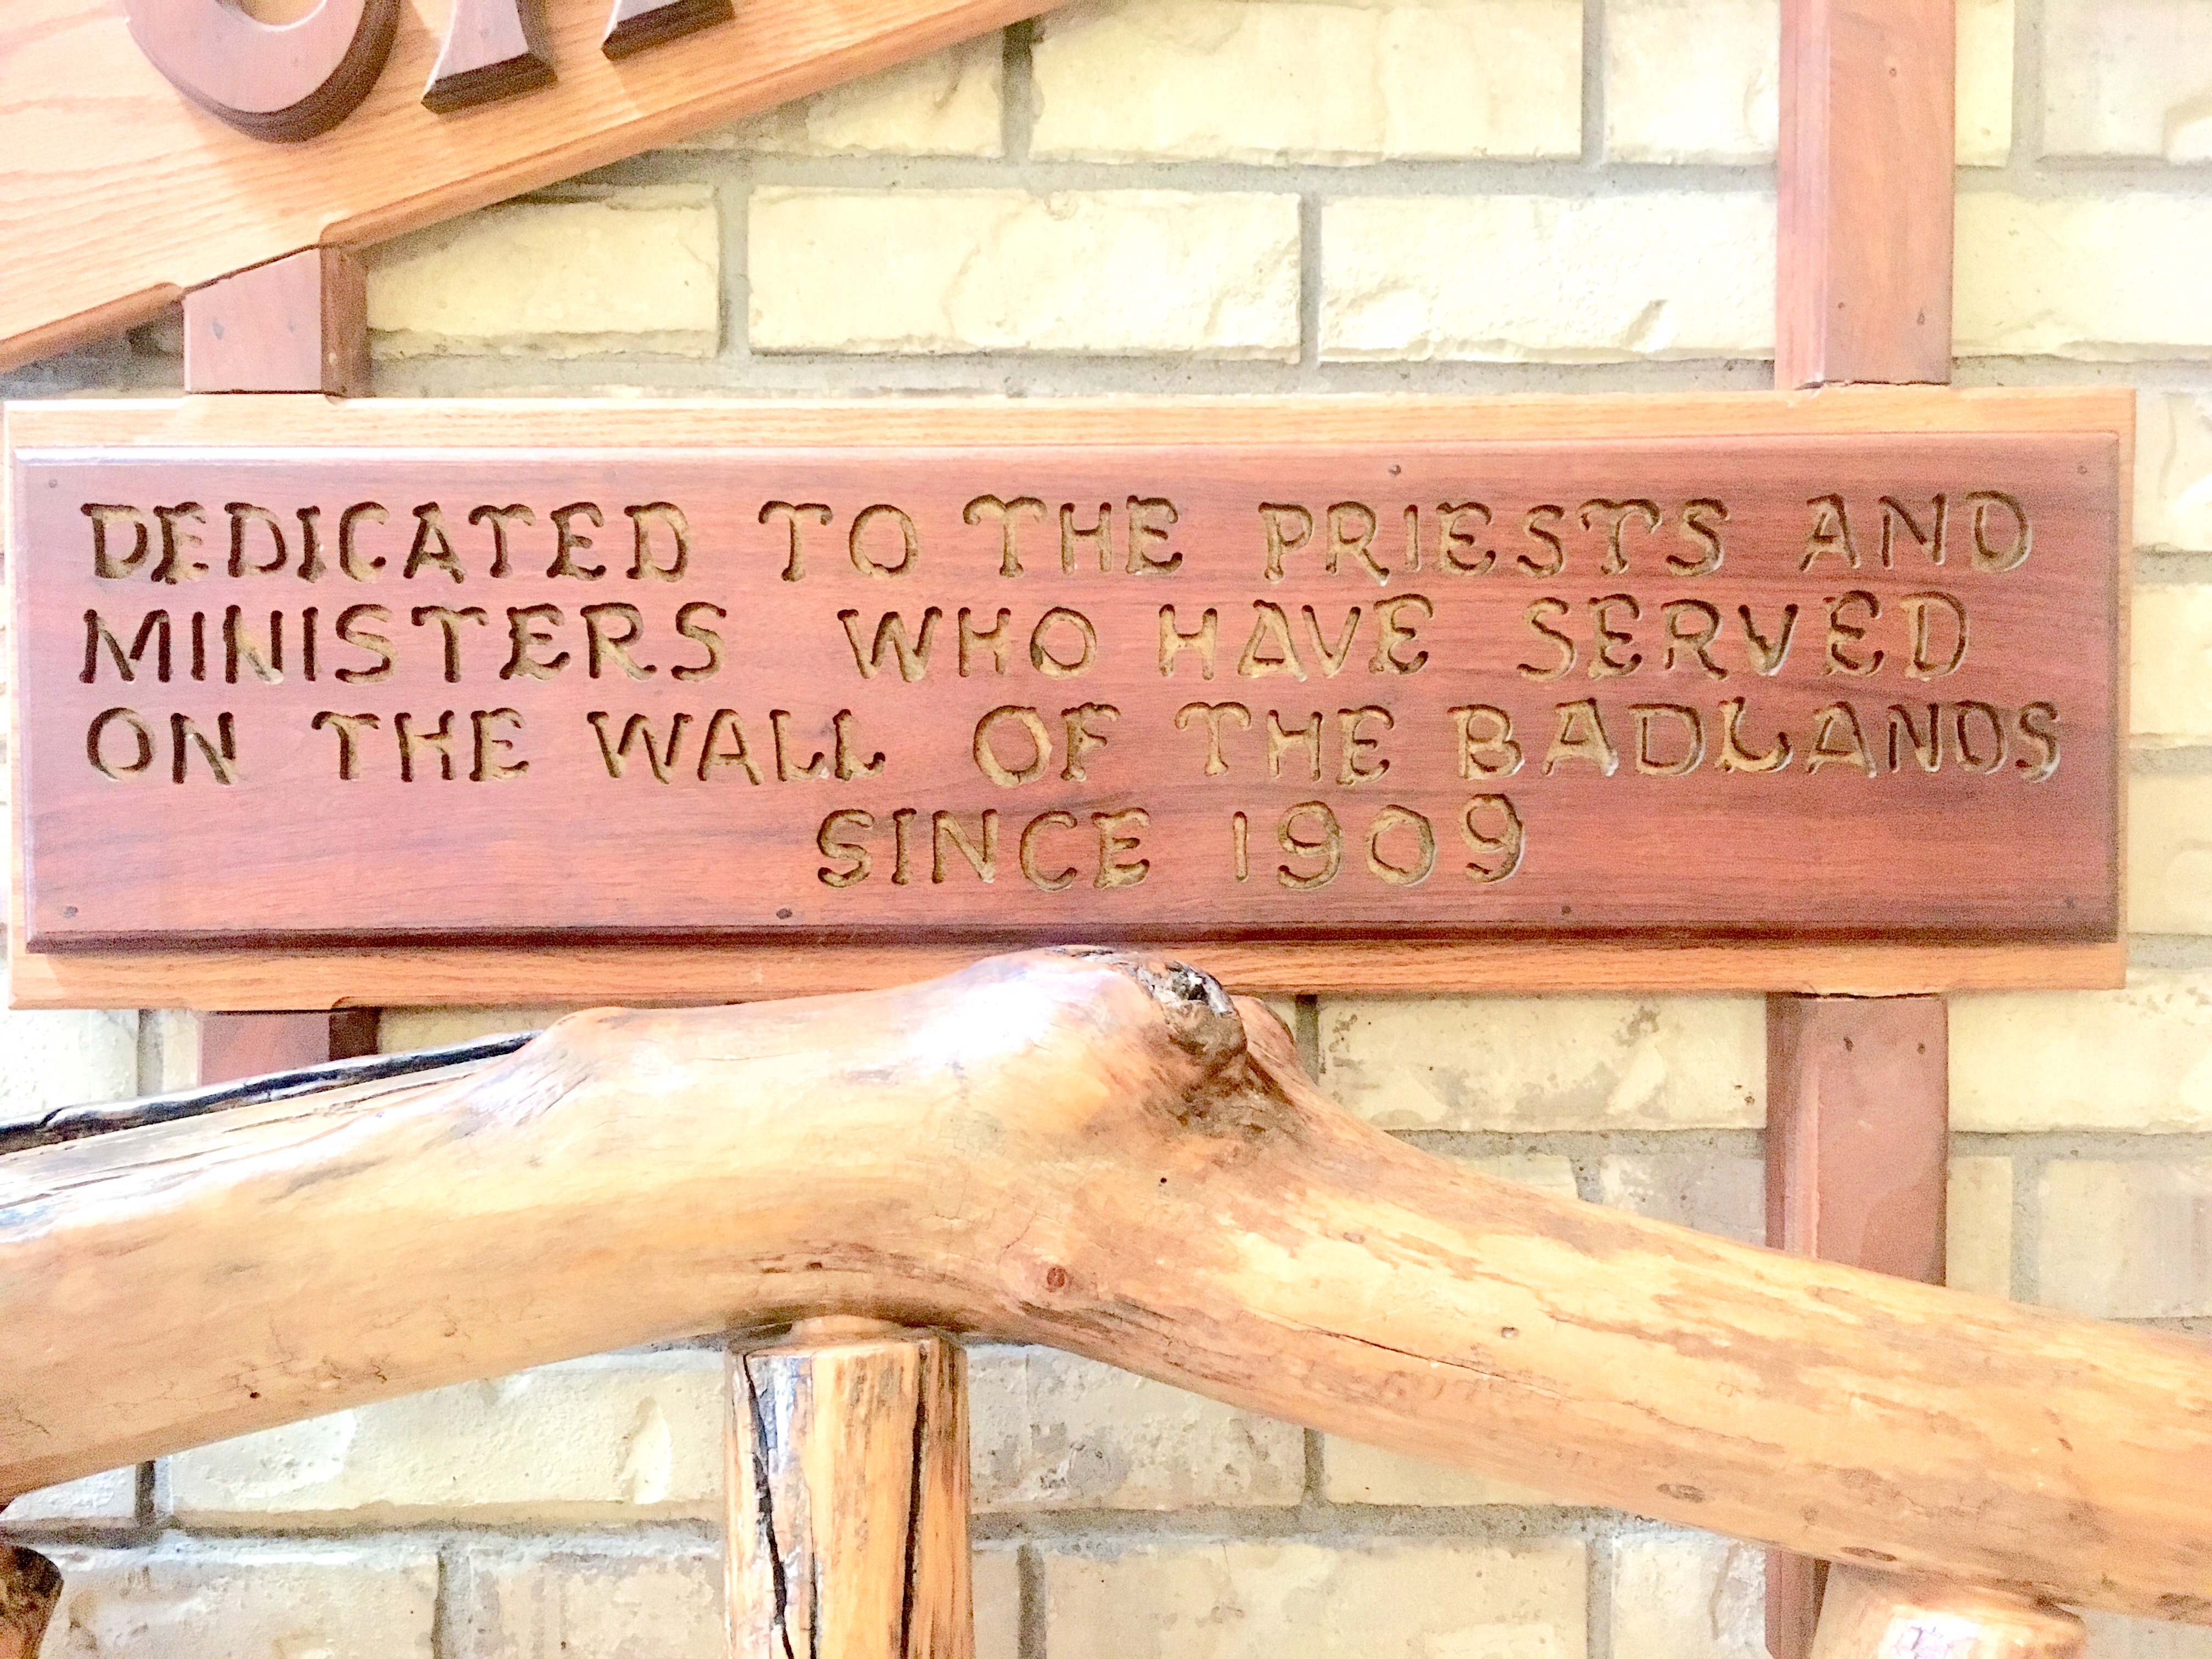 DEDICATED TO THE PRIESTS AND
MINISTERS WHO HAVE SERVED
ON THE WALL OF THE BADLANDS
SINCE 1909